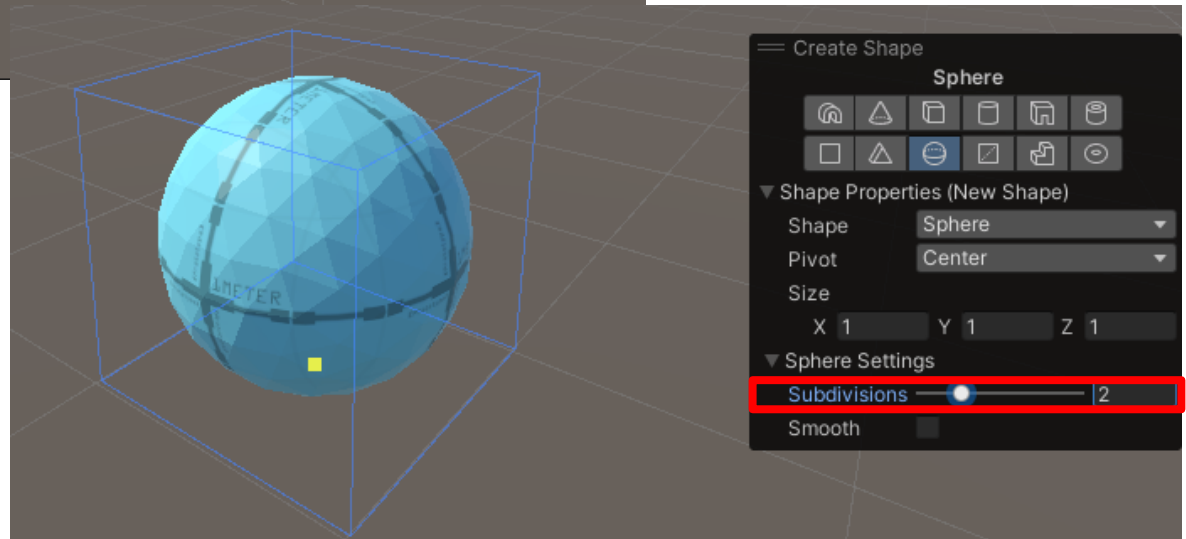 Create Shape
Sphere
Shape Properties (New Shape)
Shape Sphere
Pivot Center
Size
X 1 Y 1 Z 1
Sphere Settings
Subdivisions 2
Smooth
METER
1METER